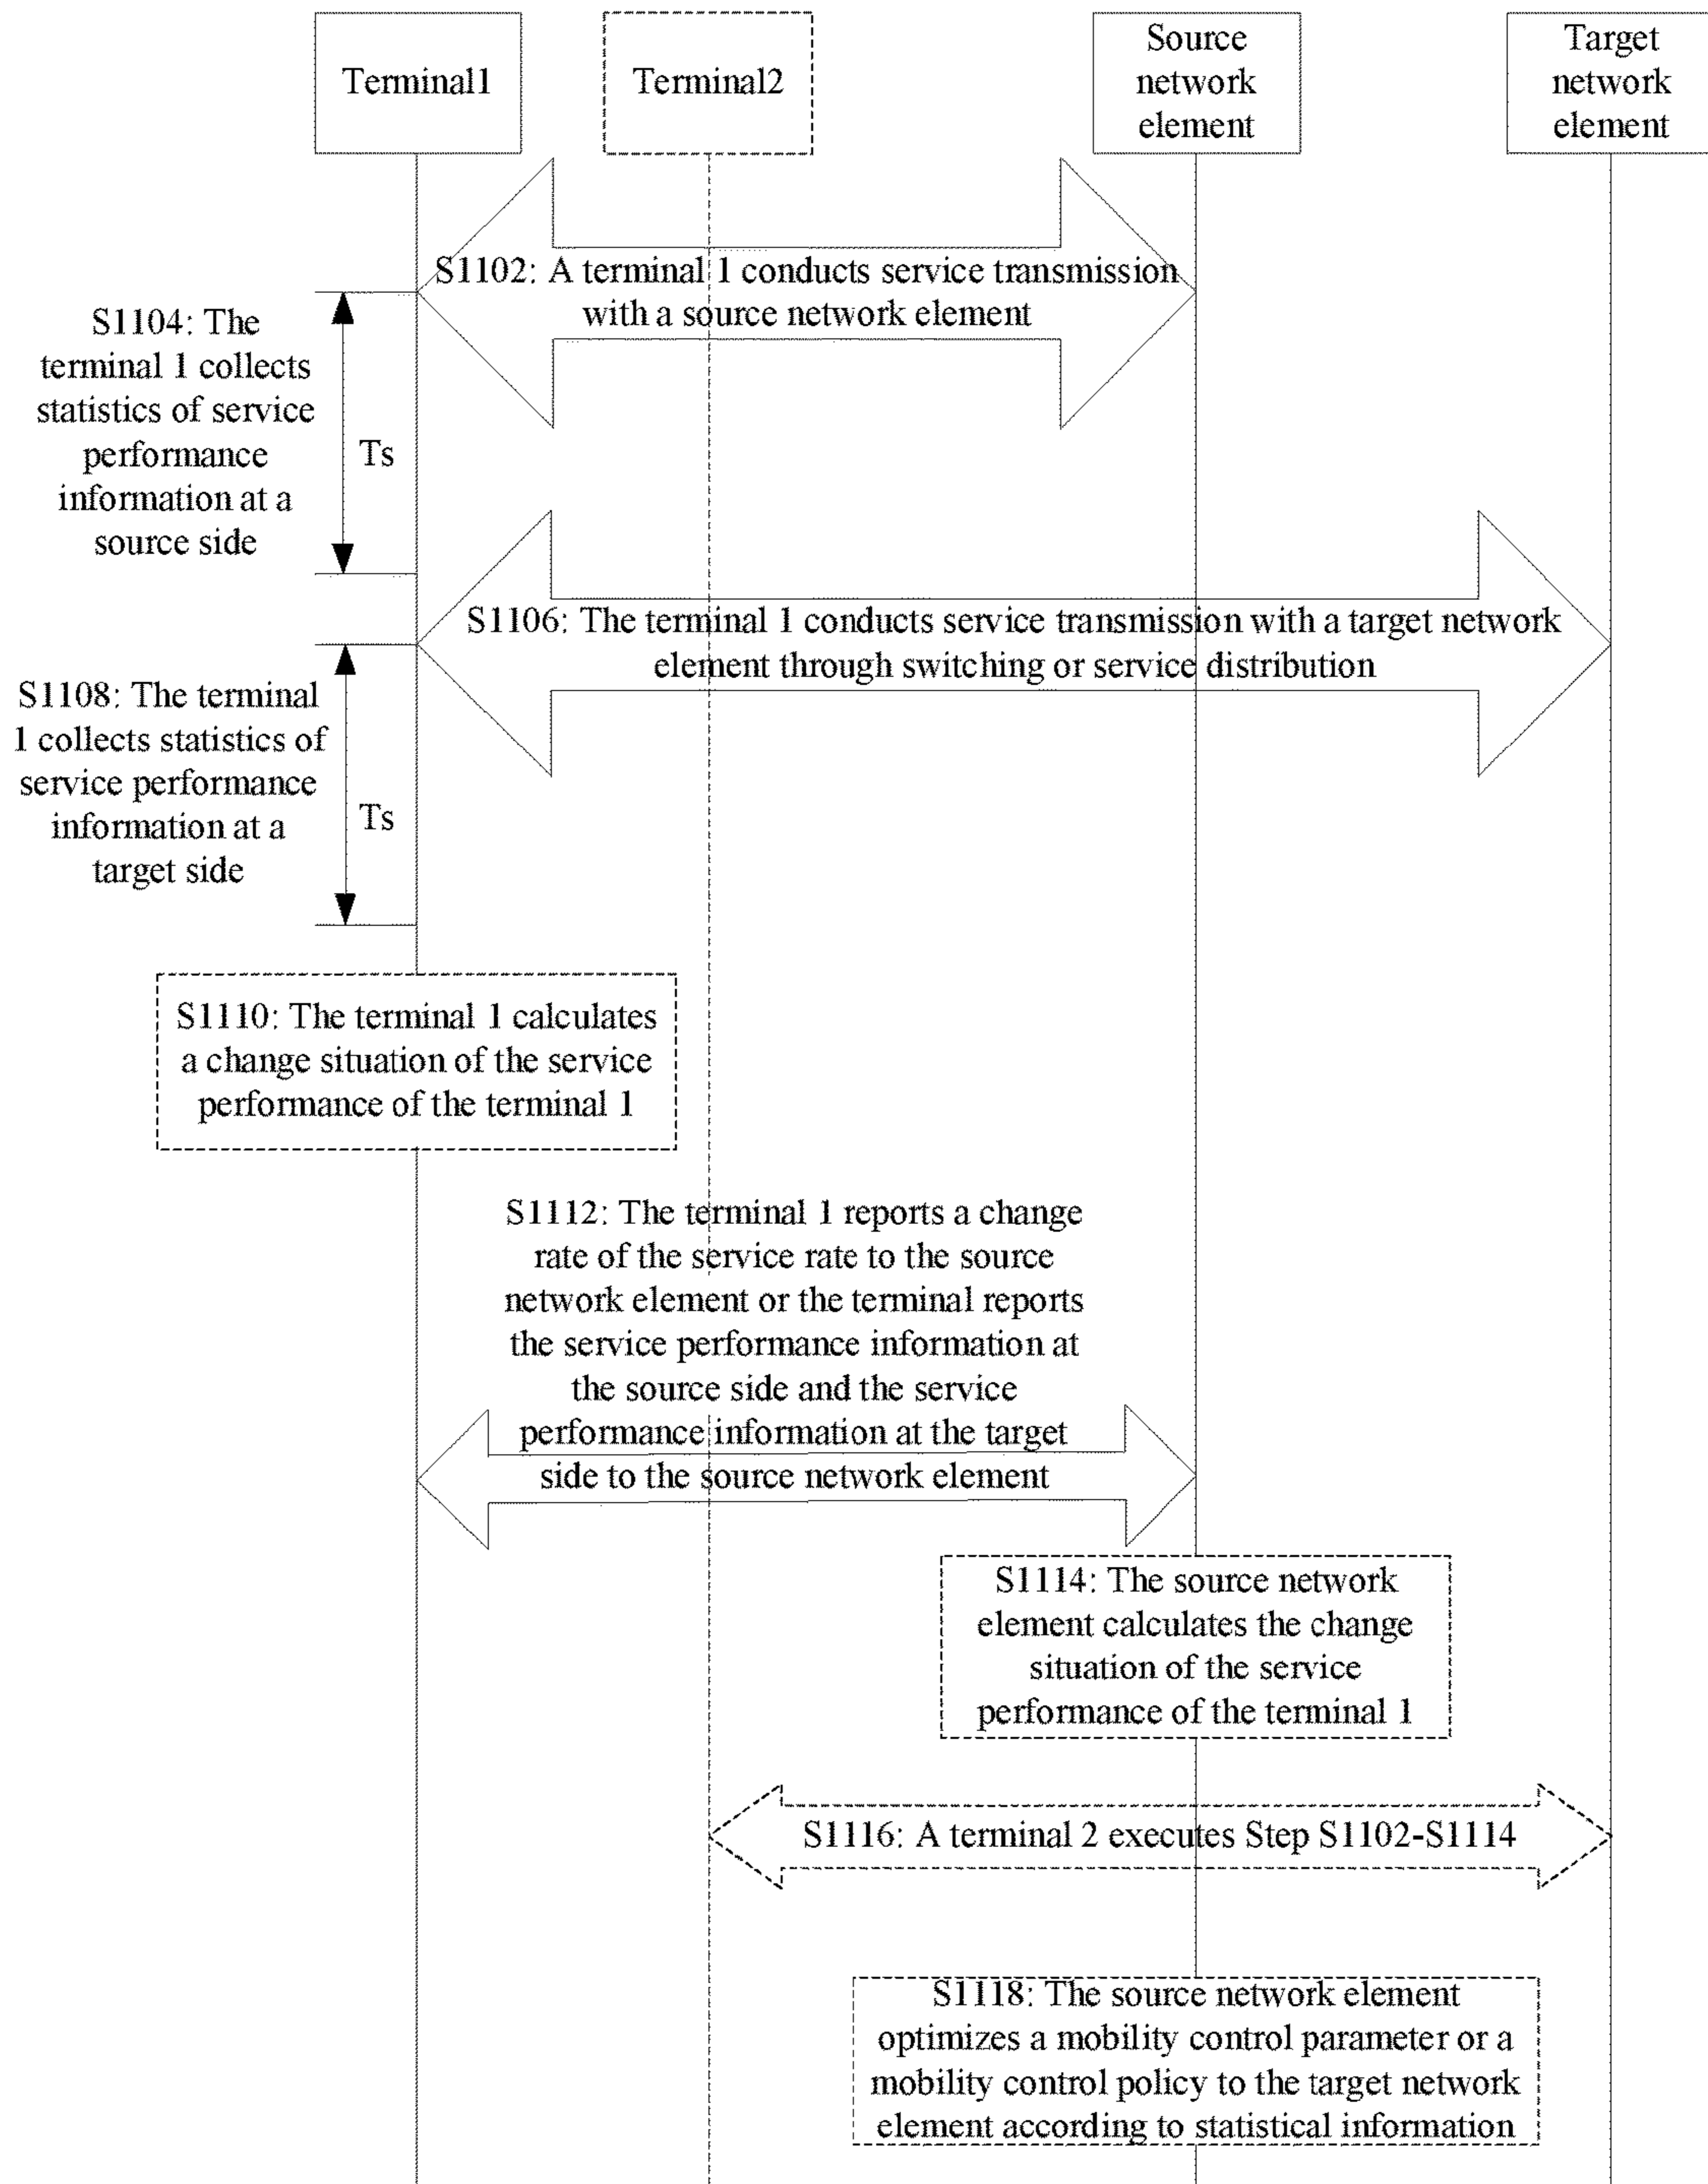 Terminal1
Terminal2
Source
network
element
Target
network
element
S1102: A terminal 1 conducts service transmission
with a source network element
S1104: The
terminal 1 collects
statistics of service
performance
information at a
source side
Ts
S1106: The terminal 1 conducts service transmission with a target network
element through switching or service distribution
S1108: The terminal
1 collects statistics of
service performance
information at a
target side
Ts
S1110: The terminal 1 calculates
a change situation of the service
performance of the terminal 1
S1112: The terminal 1 reports a change
rate of the service rate to the source
network element or the terminal reports
the service performance information at
the source side and the service
performance information at the target
side to the source network element
S1114: The source network
element calculates the change
situation of the service
performance of the terminal 1
S1116: A terminal 2 executes Step S1102-S1114
S1118: The source network element
optimizes a mobility control parameter or a
mobility control policy to the target network
element according to statistical information